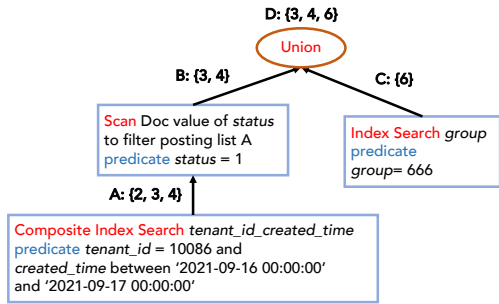 D: {3, 4, 6}
Union
B: {3, 4}
C: {6}
Scan Doc value of status
to filter posting list A
predicate status = 1
Index Search group
predicate
group= 666
A: {2, 3, 4}
Composite Index Search tenant_id_created_time
predicate tenant_id = 10086 and
created_time between ‘2021-09-16 00:00:00’
and ‘2021-09-17 00:00:00’